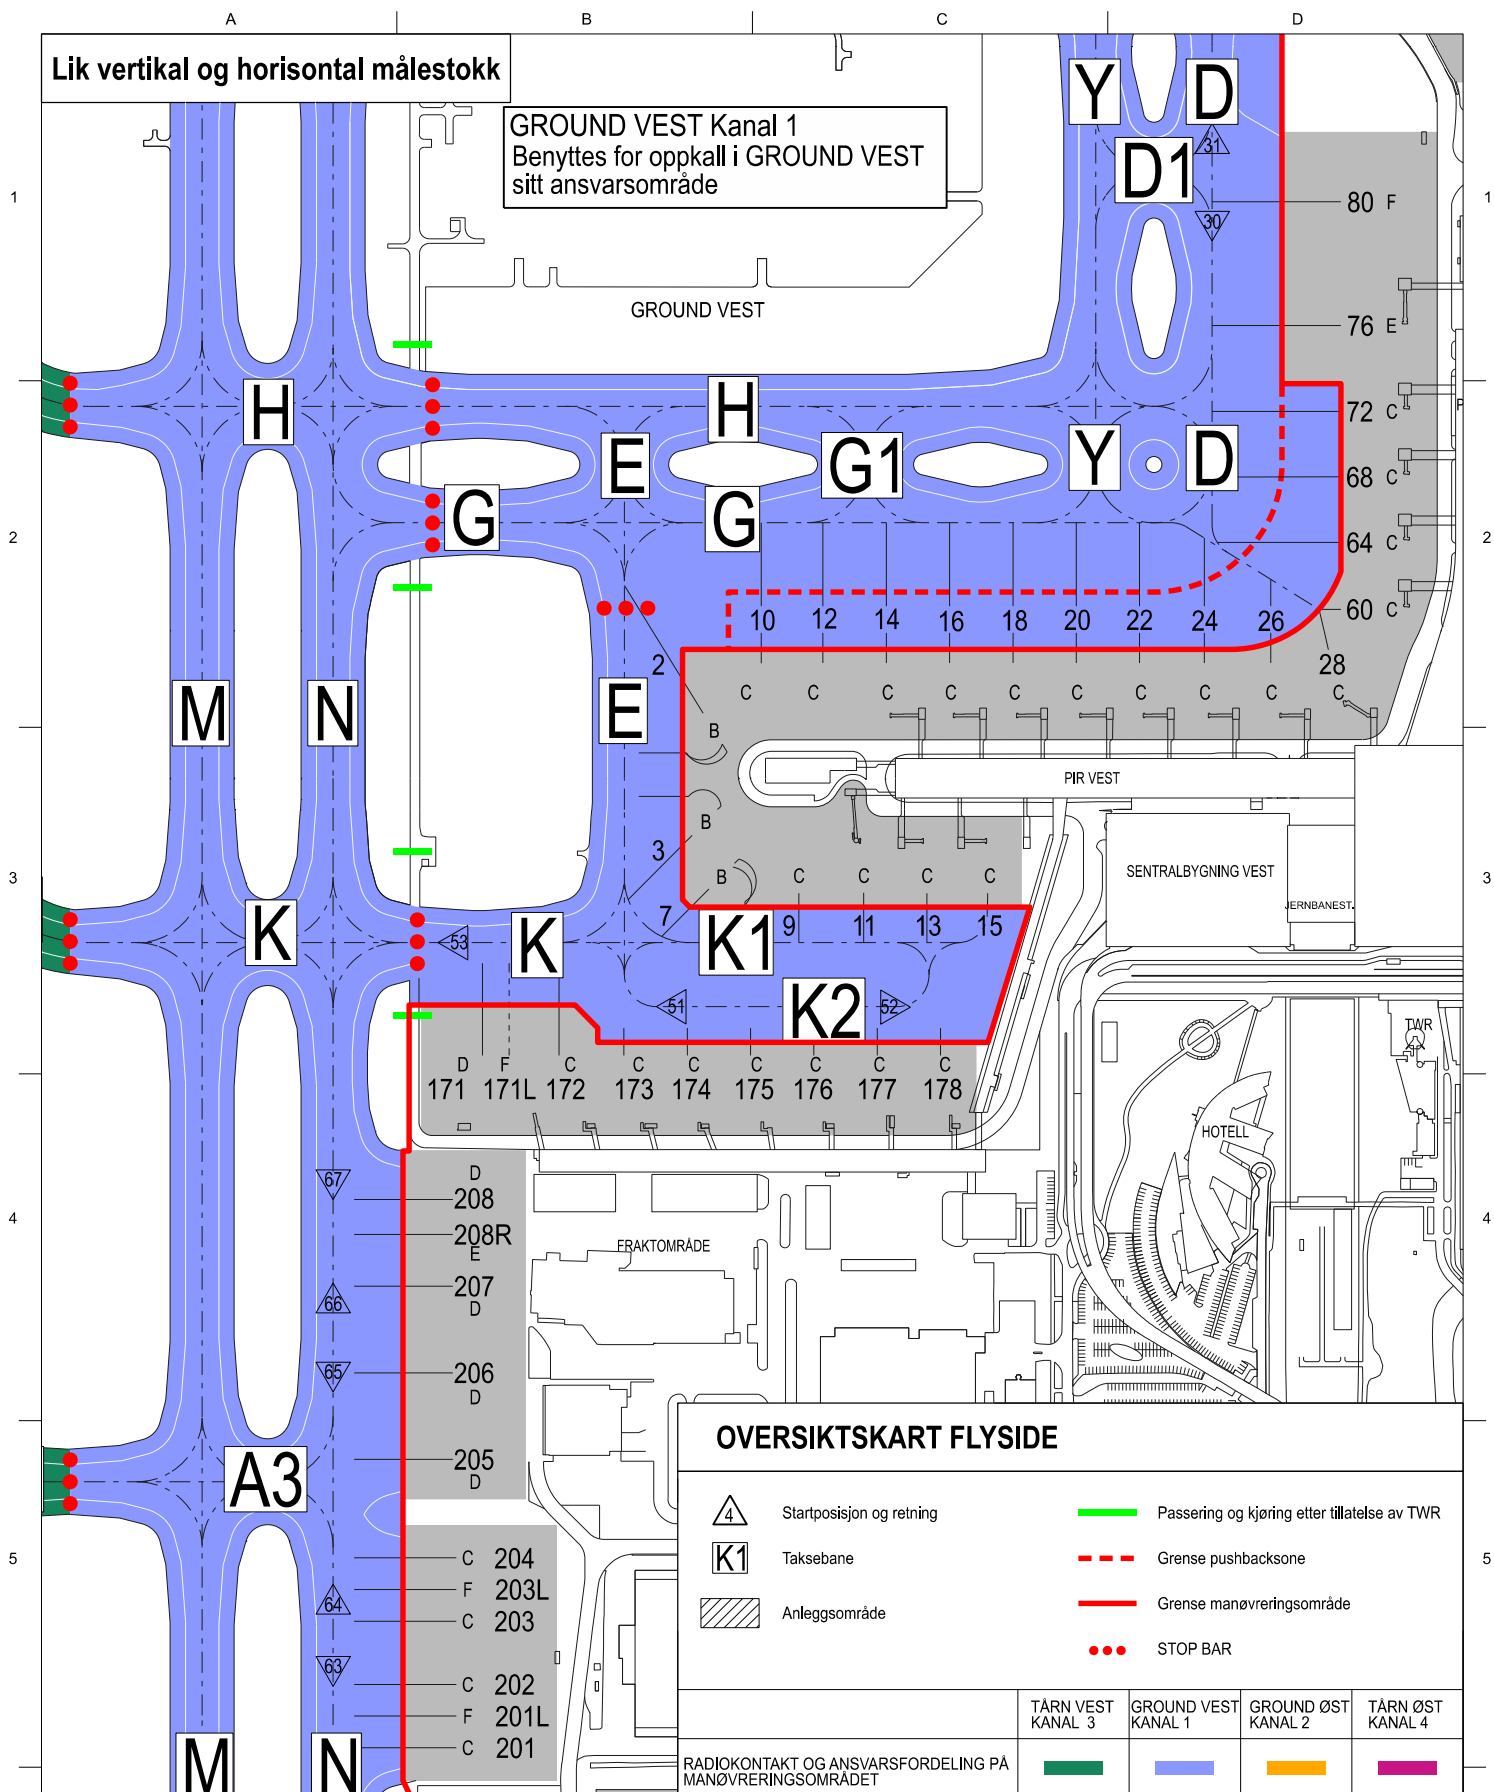 A B C D
Lik vertikal og horisontal målestokk
GROUND VEST Kanal 1
Benyttes for oppkall i GROUND VEST
sitt ansvarsområde
Y D
31
D1
1 1
80 F
30
GROUND VEST
76 E
H H
72 C
P
E G1 Y D
68 C
G G
2 2
64 C
10 12 14 16 18 20 22 24 26
60 C
2
28
C C C C C C C C C C
M N E
B
PIR VEST
B
3
SENTRALBYGNING VEST
B C C C C
3 3
JERNBANEST.
7
9 11 13 15
K 53 K K1
51 K2 52
TWR
D F C C C C C C C
171 171L 172 173 174 175 176 177 178
HOTELL
67
D
208
4 4
208R
E
FRAKTOMRÅDE
207
D
66
65
206
D
OVERSIKTSKART FLYSIDE
205
D
A3
4 Startposisjon og retning
Passering og kjøring etter tillatelse av TWR
5 5
C 204
K1 Taksebane
Grense pushbacksone
F 203L
64
Anleggsområde
Grense manøvreringsområde
C 203
STOP BAR
63
C 202
F 201L
C 201
TÅRN VEST
KANAL 3
GROUND VEST
KANAL 1
GROUND ØST
KANAL 2
TÅRN ØST
KANAL 4
M N
RADIOKONTAKT OG ANSVARSFORDELING PÅ
MANØVRERINGSOMRÅDET